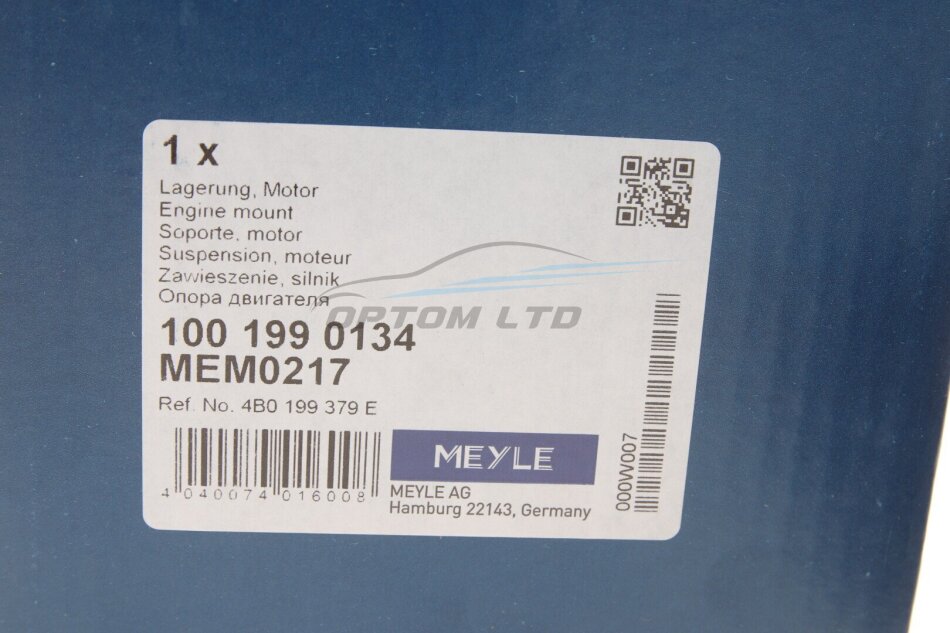 1 x
Lagerung, Motor
Engine mount
Soporte, motor
Suspension, moteur
Zawieszenie, silnik
Опора двигателя
OPTOM LTD
100 199 0134
MEM0217
Ref. No. 4B0 199 379 E
4 040074 016008
MEYLE
MEYLE AG
Hamburg 22143, Germany
000W007